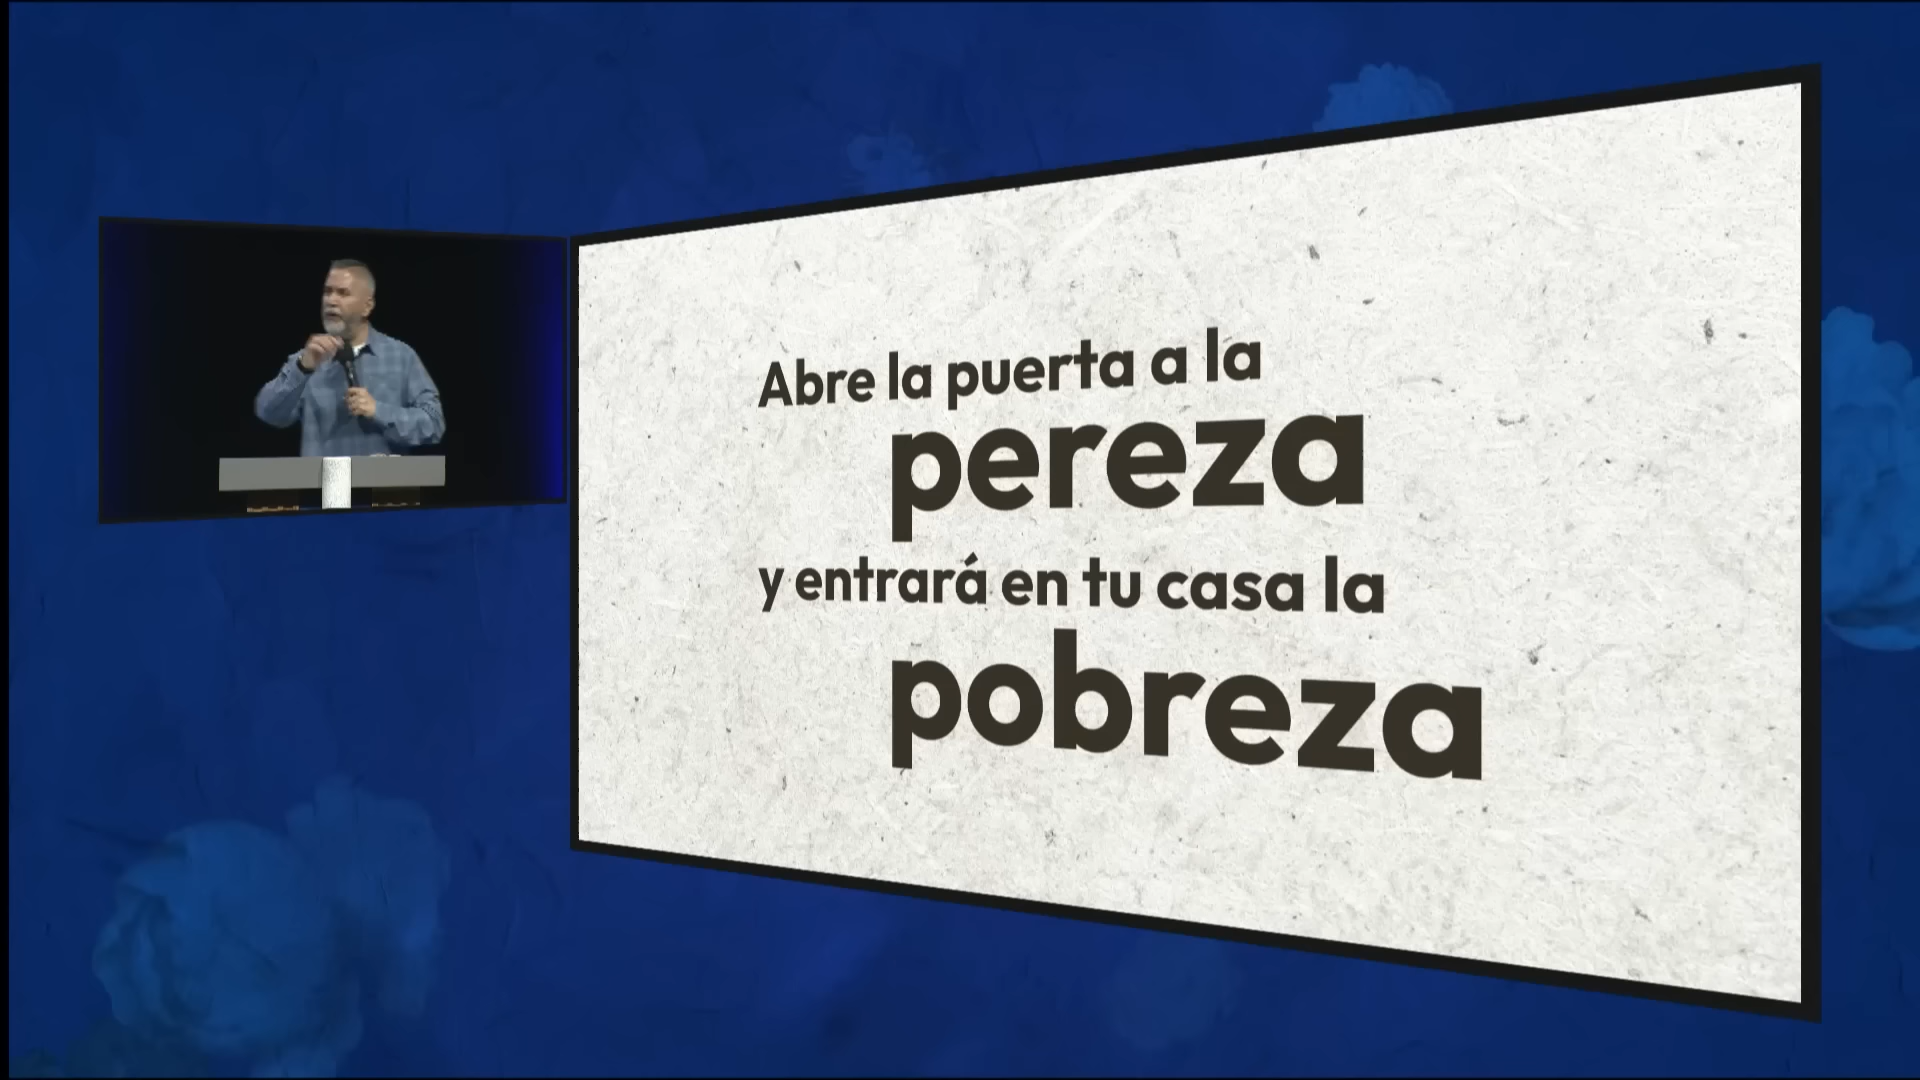 Abre la puerta a la
pereza
y entrará en tu casa la
pobreza